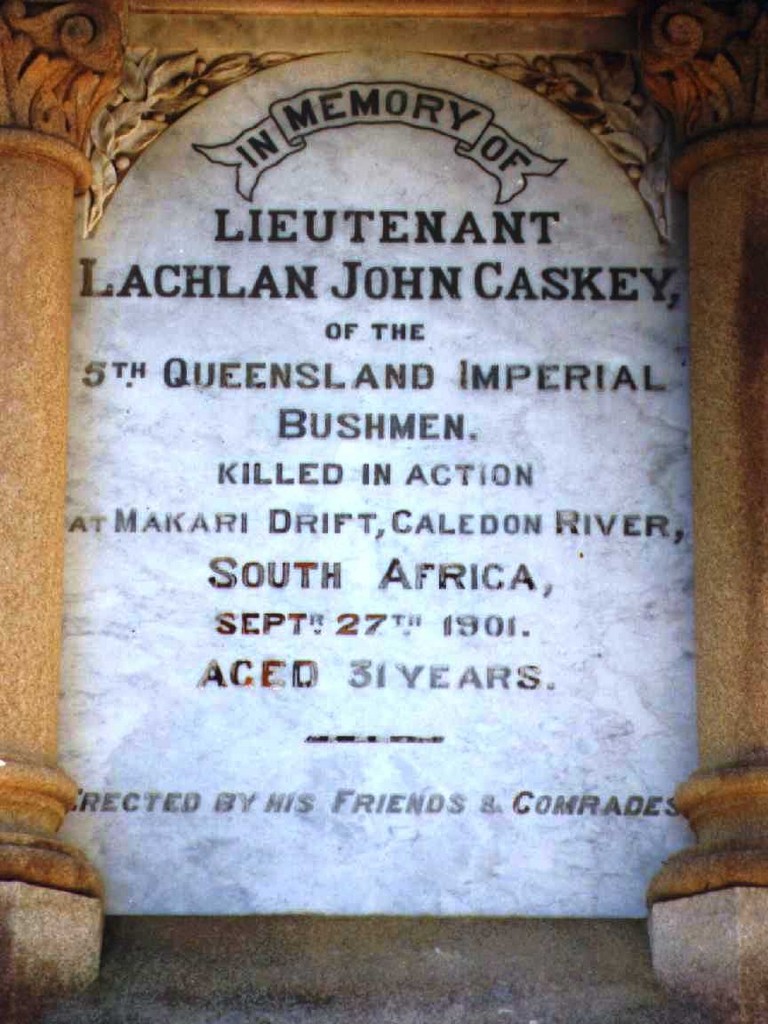 IN MEMORY OF
LIEUTENANT
LACHLAN JOHN CASKEY,
OF THE
5TH QUEENSLAND IMPERIAL
BUSHMEN.
KILLED IN ACTION
AT MAKARI DRIFT, CALEDON RIVER,
SOUTH AFRICA,
SEPTR 27TH 1901.
AGED 31 YEARS.
ERECTED BY HIS FRIENDS & COMRADES